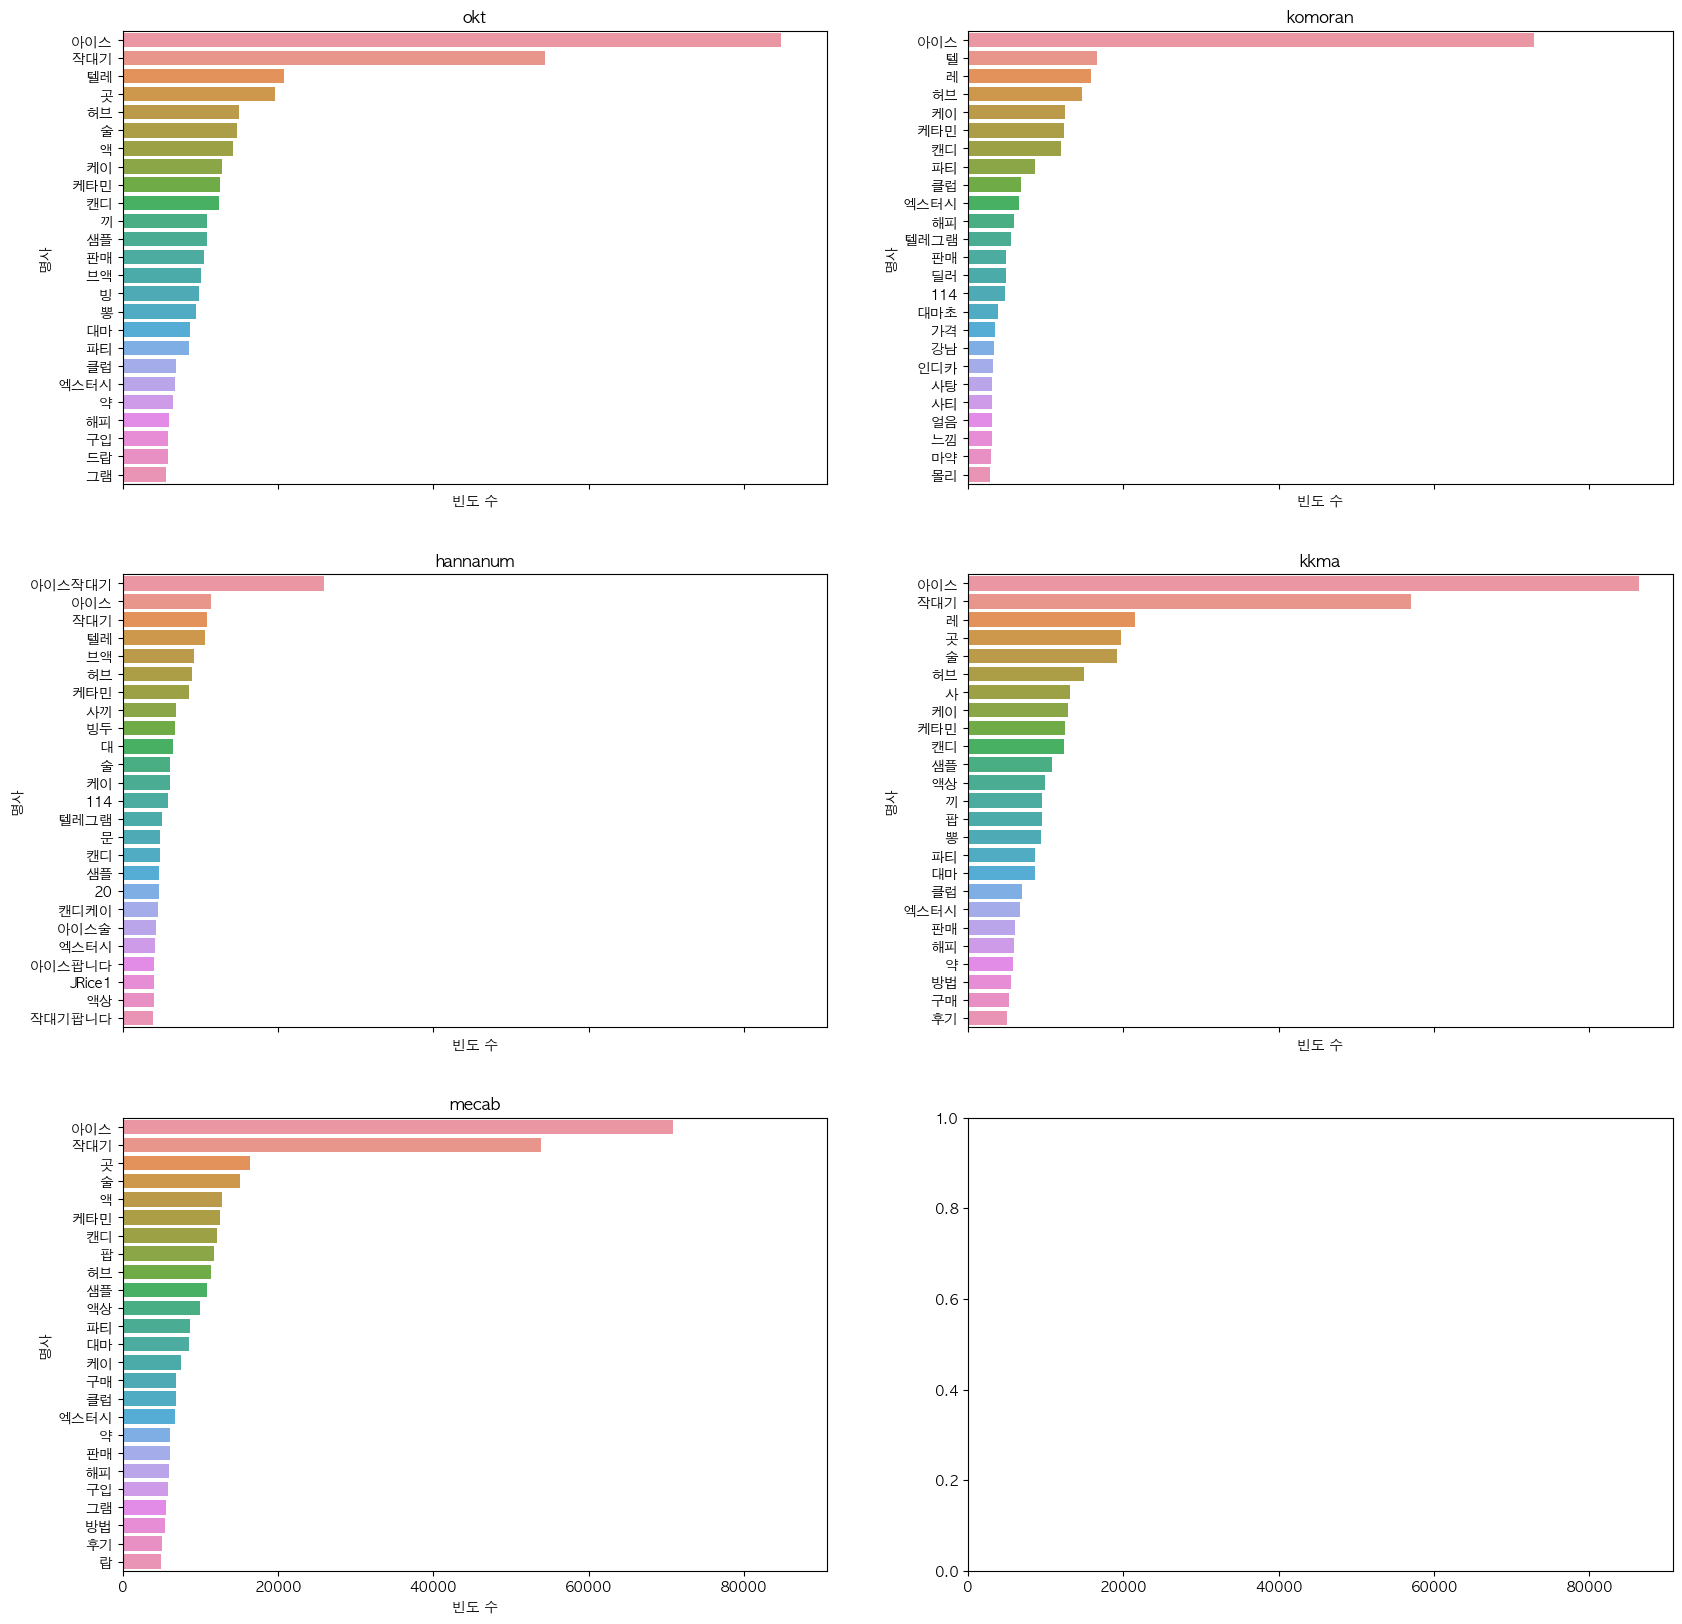 okt
아이스
작대기
텔레
곳
허브
술
액
케이
케타민
캔디
끼
샘플
판매
브액
빙
뽕
대마
파티
클럽
엑스터시
약
해피
구입
드랍
그램
명사
빈도 수
komoran
아이스
텔
레
허브
케이
케타민
캔디
파티
클럽
엑스터시
해피
텔레그램
판매
딜러
114
대마초
가격
강남
인디카
사탕
사티
얼음
느낌
마약
몰리
명사
빈도 수
hannanum
아이스작대기
아이스
작대기
텔레
브액
허브
케타민
사끼
빙두
대
술
케이
114
텔레그램
문
캔디
샘플
20
캔디케이
아이스술
엑스터시
아이스팝니다
JRice1
액상
작대기팝니다
명사
빈도 수
kkma
아이스
작대기
레
곳
술
허브
사
케이
케타민
캔디
샘플
액상
끼
팝
뽕
파티
대마
클럽
엑스터시
판매
해피
약
방법
구매
후기
명사
빈도 수
mecab
아이스
작대기
곳
술
액
케타민
캔디
팝
허브
샘플
액상
파티
대마
케이
구매
클럽
엑스터시
약
판매
해피
구입
그램
방법
후기
랍
명사
0 20000 40000 60000 80000
빈도 수
1.0
0.8
0.6
0.4
0.2
0.0
0 20000 40000 60000 80000